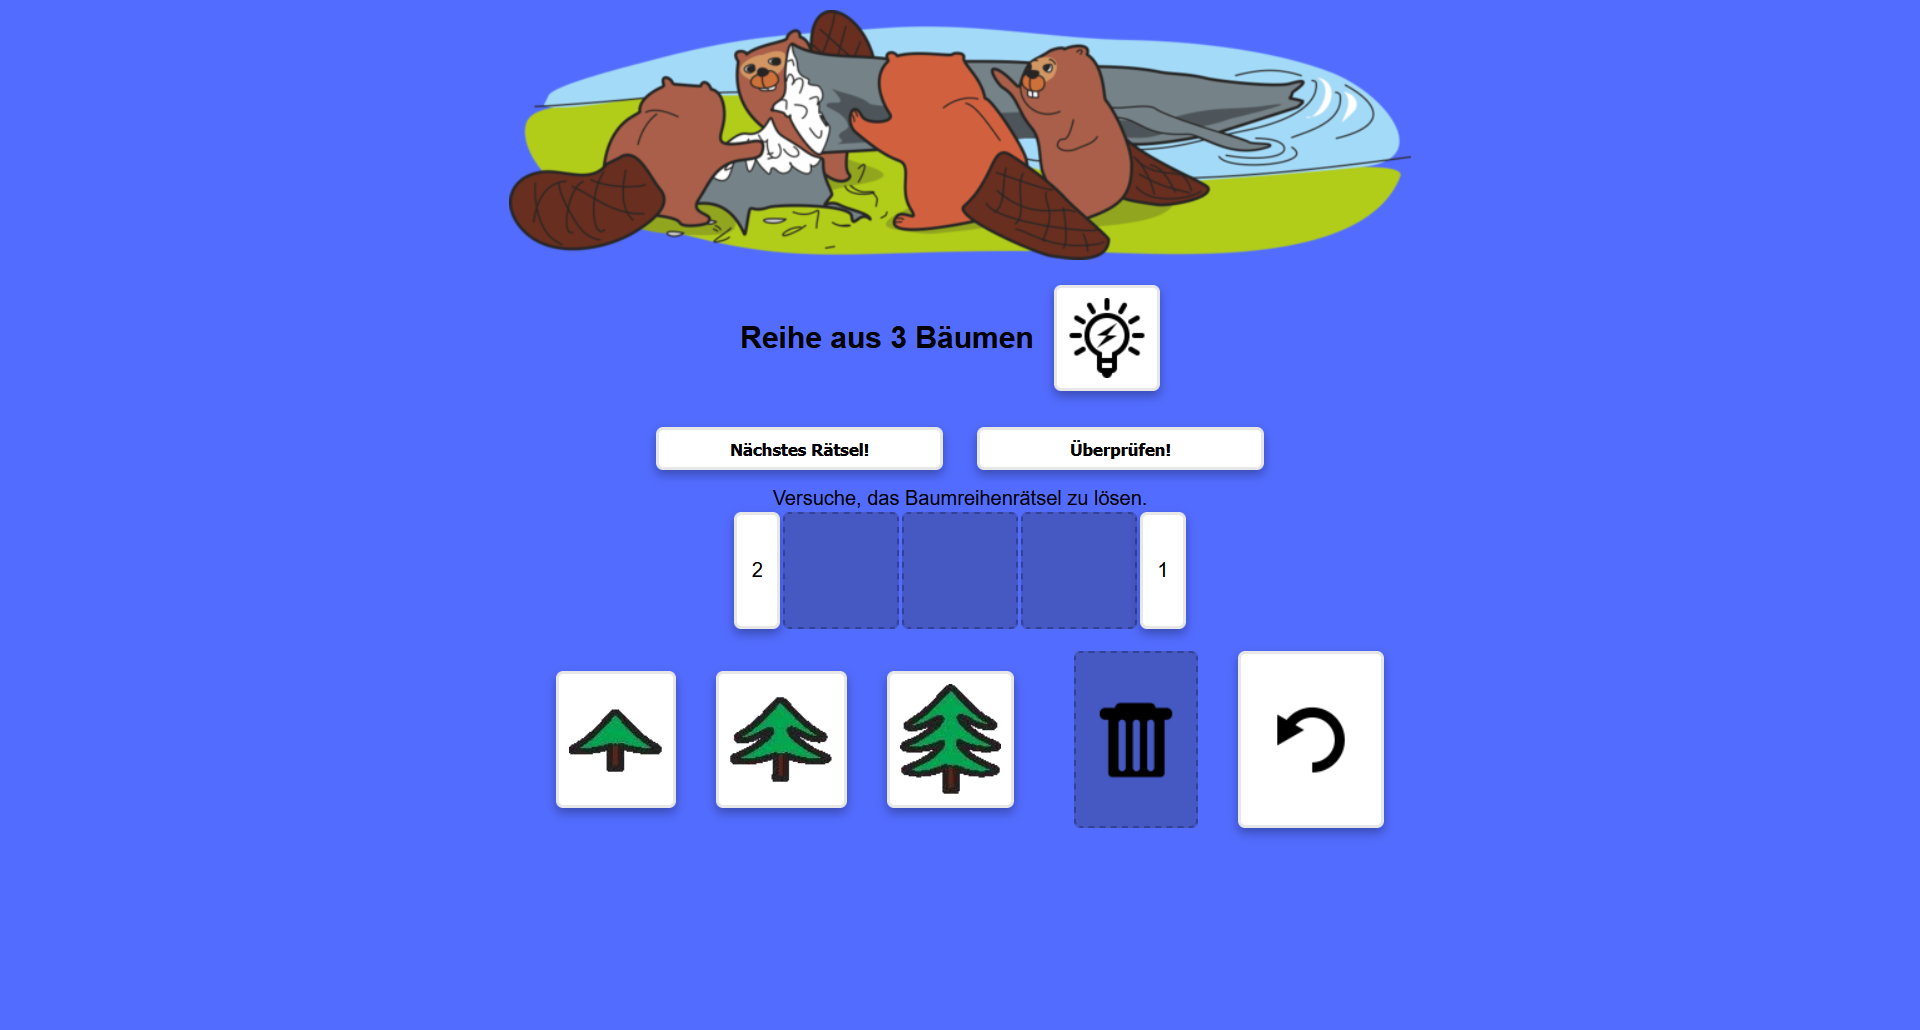 Reihe aus 3 Bäumen
Nächstes Rätsel! Überprüfen!
Versuche, das Baumreihenrätsel zu lösen.
2 1